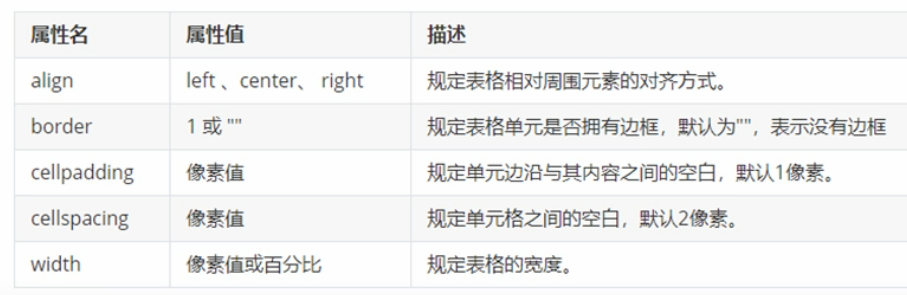 属性名 属性值 描述
align left 、center、 right 规定表格相对周围元素的对齐方式。
border 1 或 "" 规定表格单元是否拥有边框，默认为""，表示没有边框
cellpadding 像素值 规定单元边沿与其内容之间的空白，默认1像素。
cellspacing 像素值 规定单元格之间的空白，默认2像素。
width 像素值或百分比 规定表格的宽度。